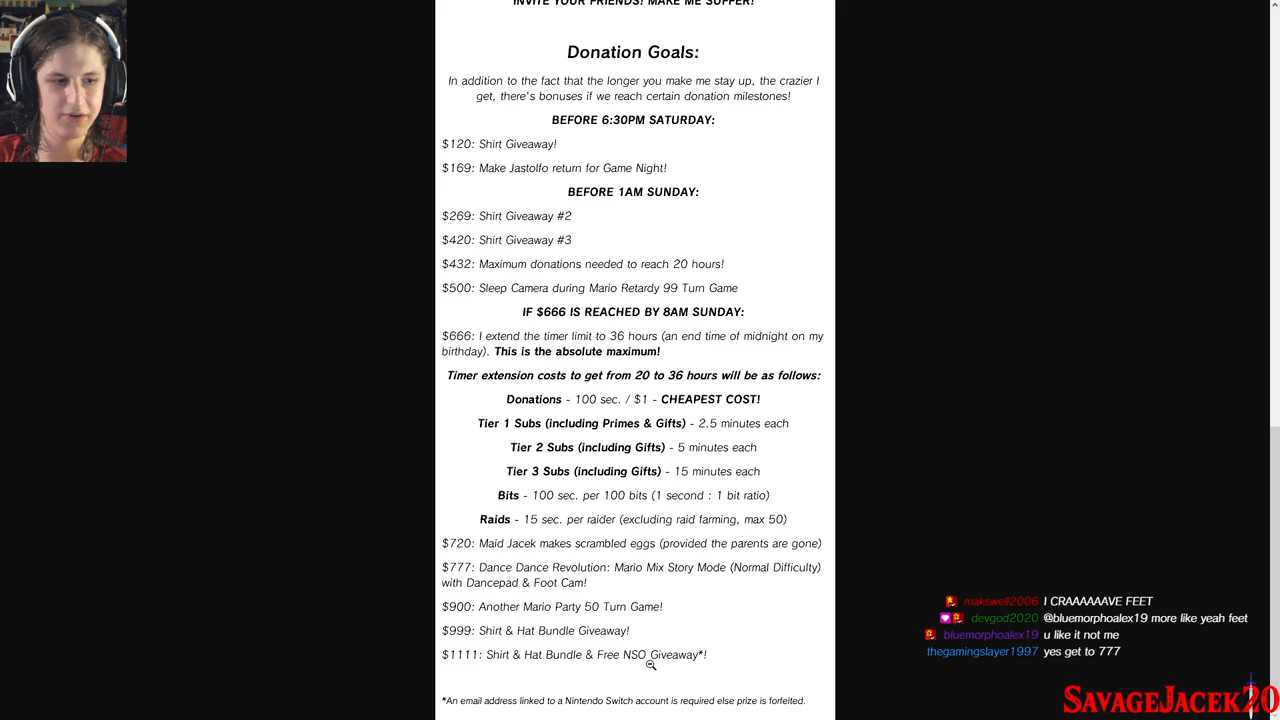 INVITE YOUR FRIENDS! MAKE ME SUFFER!
Donation Goals:
In addition to the fact that the longer you make me stay up, the crazier I
get, there's bonuses if we reach certain donation milestones!
BEFORE 6:30PM SATURDAY:
$120: Shirt Giveaway!
$169: Make Jastolfo return for Game Night!
BEFORE 1AM SUNDAY:
$269: Shirt Giveaway #2
$420: Shirt Giveaway #3
$432: Maximum donations needed to reach 20 hours!
$500: Sleep Camera during Mario Retardy 99 Turn Game
IF $666 IS REACHED BY 8AM SUNDAY:
$666: I extend the timer limit to 36 hours (an end time of midnight on my
birthday). This is the absolute maximum!
Timer extension costs to get from 20 to 36 hours will be as follows:
Donations - 100 sec. / $1 - CHEAPEST COST!
Tier 1 Subs (including Primes & Gifts) - 2.5 minutes each
Tier 2 Subs (including Gifts) - 5 minutes each
Tier 3 Subs (including Gifts) - 15 minutes each
Bits - 100 sec. per 100 bits (1 second : 1 bit ratio)
Raids - 15 sec. per raider (excluding raid farming, max 50)
$720: Maid Jacek makes scrambled eggs (provided the parents are gone)
$777: Dance Dance Revolution: Mario Mix Story Mode (Normal Difficulty)
with Dancepad & Foot Cam!
$900: Another Mario Party 50 Turn Game!
$999: Shirt & Hat Bundle Giveaway!
$1111: Shirt & Hat Bundle & Free NSO Giveaway*!
*An email address linked to a Nintendo Switch account is required else prize is forfeited.
makswell2006 I CRAAAAAAVE FEET
devgod2020 @bluemorphoalex19 more like yeah feet
bluemorphoalex19 u like it not me
thegamingslayer1997 yes get to 777
SAVAGEJACEK20